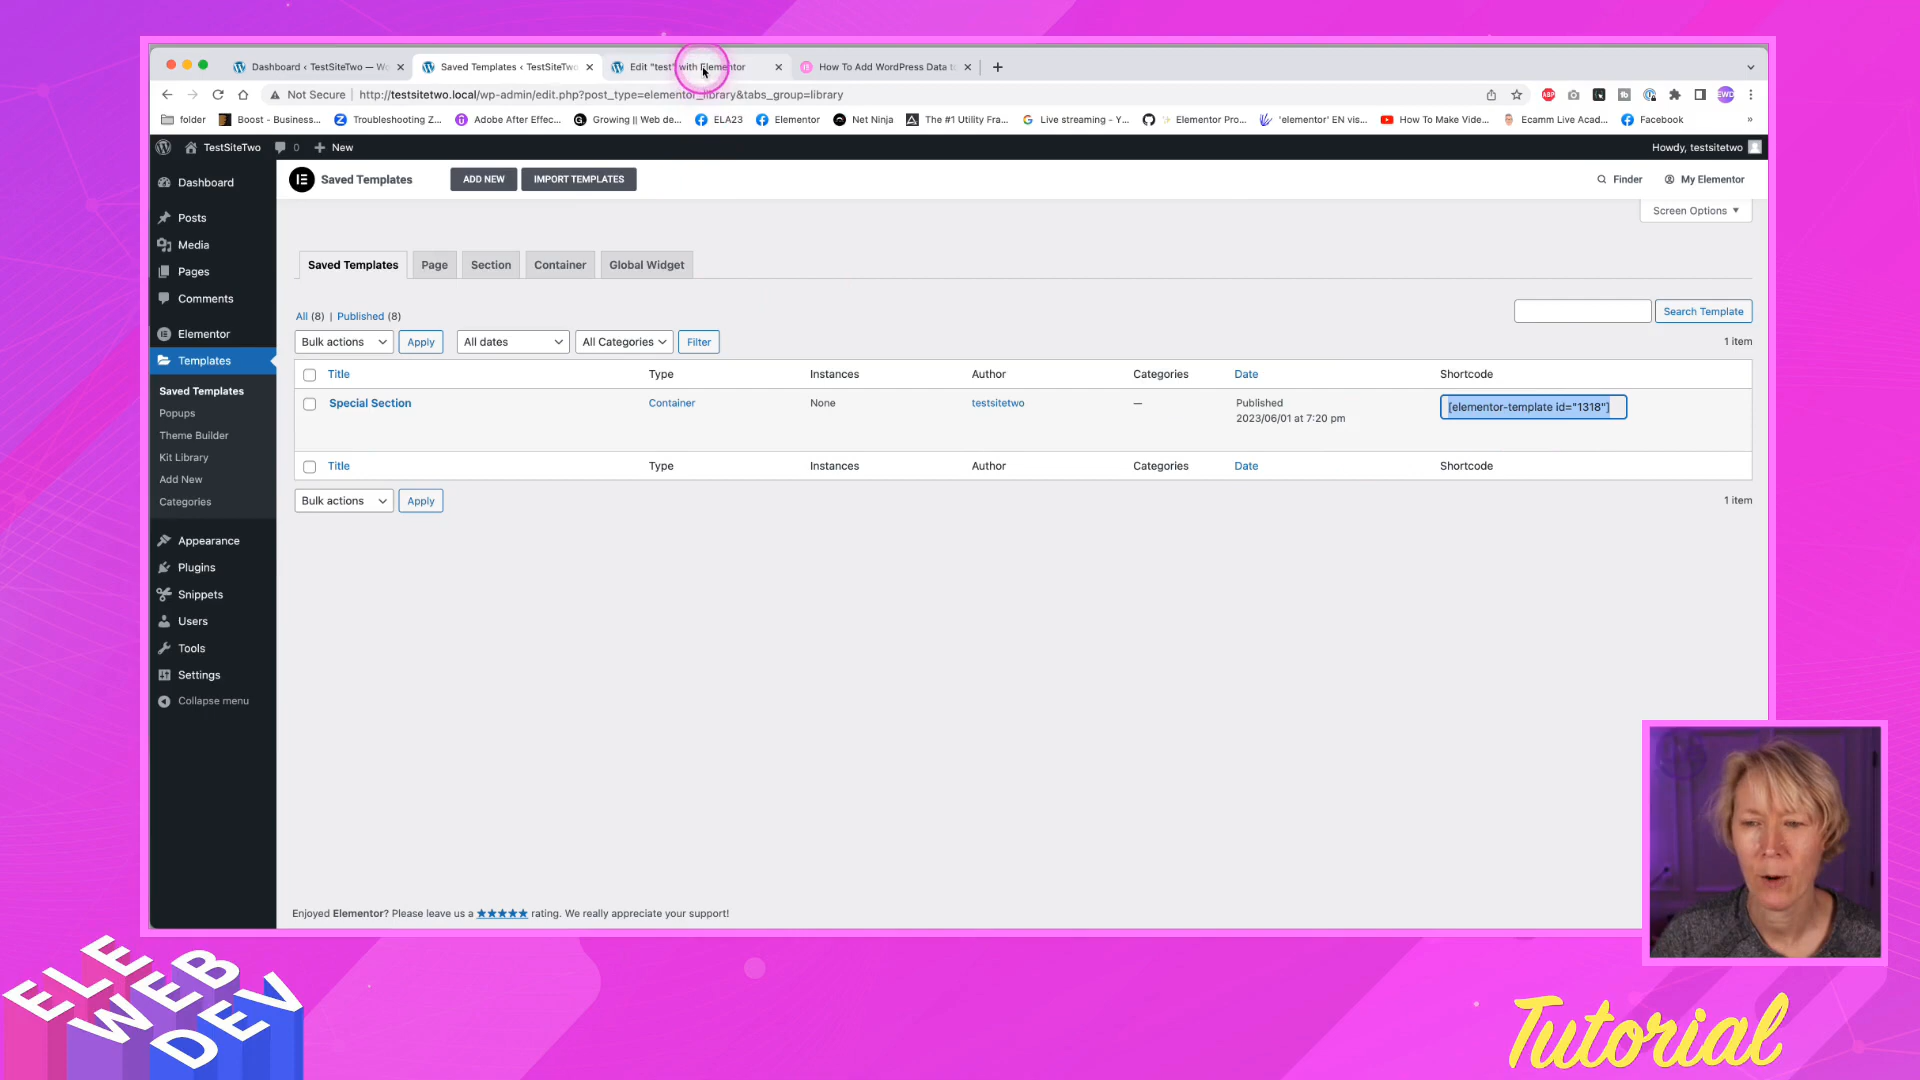 Dashboard ‹ TestSiteTwo — Wo
Saved Templates ‹ TestSiteTwo
Edit "test" with Elementor
How To Add WordPress Data to
Not Secure | http://testsitetwo.local/wp-admin/edit.php?post_type=elementor_library&tabs_group=library
folder
Boost - Business...
Troubleshooting Z...
Adobe After Effec...
Growing || Web de...
ELA23
Elementor
Net Ninja
The #1 Utility Fra...
Live streaming - Y...
Elementor Pro...
'elementor' EN vis...
How To Make Vide...
Ecamm Live Acad...
Facebook
»
TestSiteTwo
0
New
Howdy, testsitetwo
Dashboard
Posts
Media
Pages
Comments
Elementor
Templates
Saved Templates
Popups
Theme Builder
Kit Library
Add New
Categories
Appearance
Plugins
Snippets
Users
Tools
Settings
Collapse menu
Saved Templates
ADD NEW
IMPORT TEMPLATES
Finder
My Elementor
Screen Options
Saved Templates
Page
Section
Container
Global Widget
All (8) | Published (8)
Search Template
Bulk actions
Apply
All dates
All Categories
Filter
1 item
Title Type Instances Author Categories Date Shortcode
Special Section Container None testsitetwo — Published [elementor-template id="1318"]
2023/06/01 at 7:20 pm
Title Type Instances Author Categories Date Shortcode
Bulk actions
Apply
1 item
Enjoyed Elementor? Please leave us a ★★★★★ rating. We really appreciate your support!
ELE
WEB
DEV
Tutorial